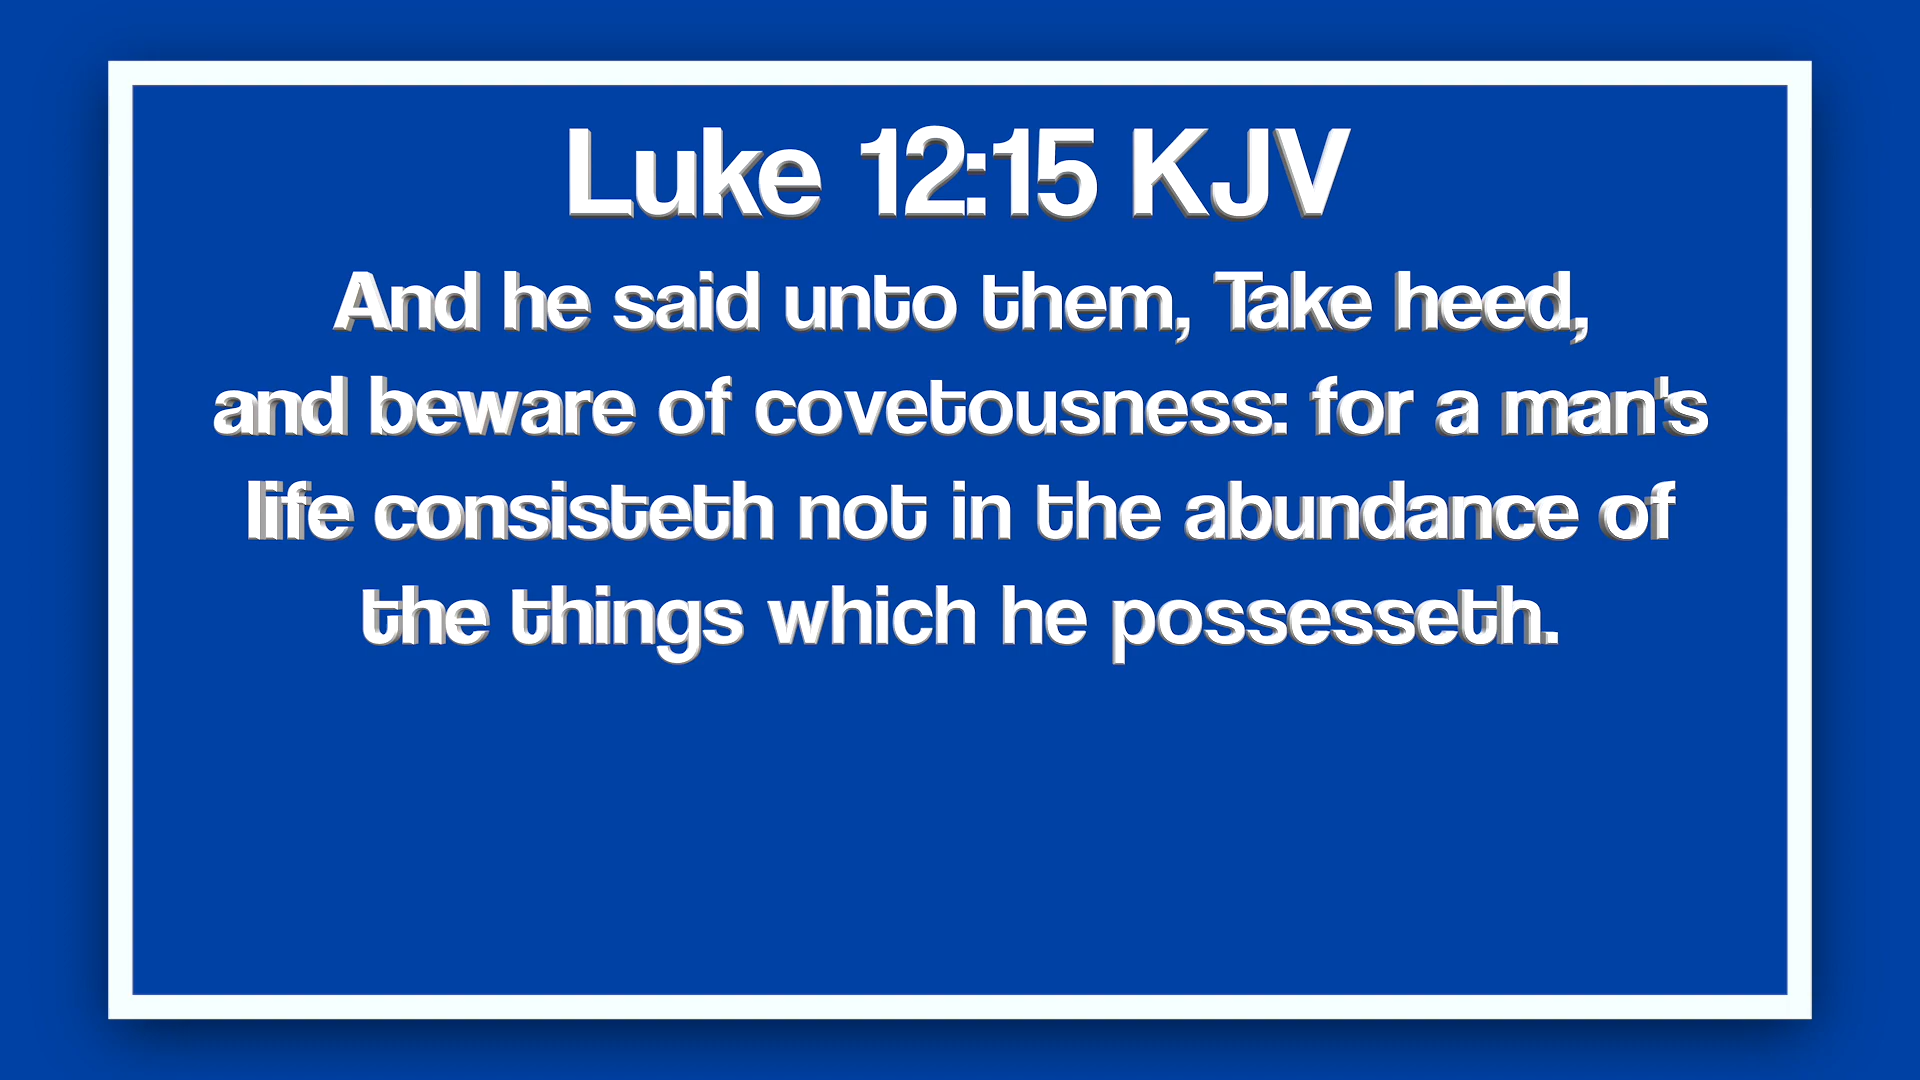 Luke 12:15 KJV
And he said unto them, Take heed,
and beware of covetousness: for a man's
life consisteth not in the abundance of
the things which he possesseth.